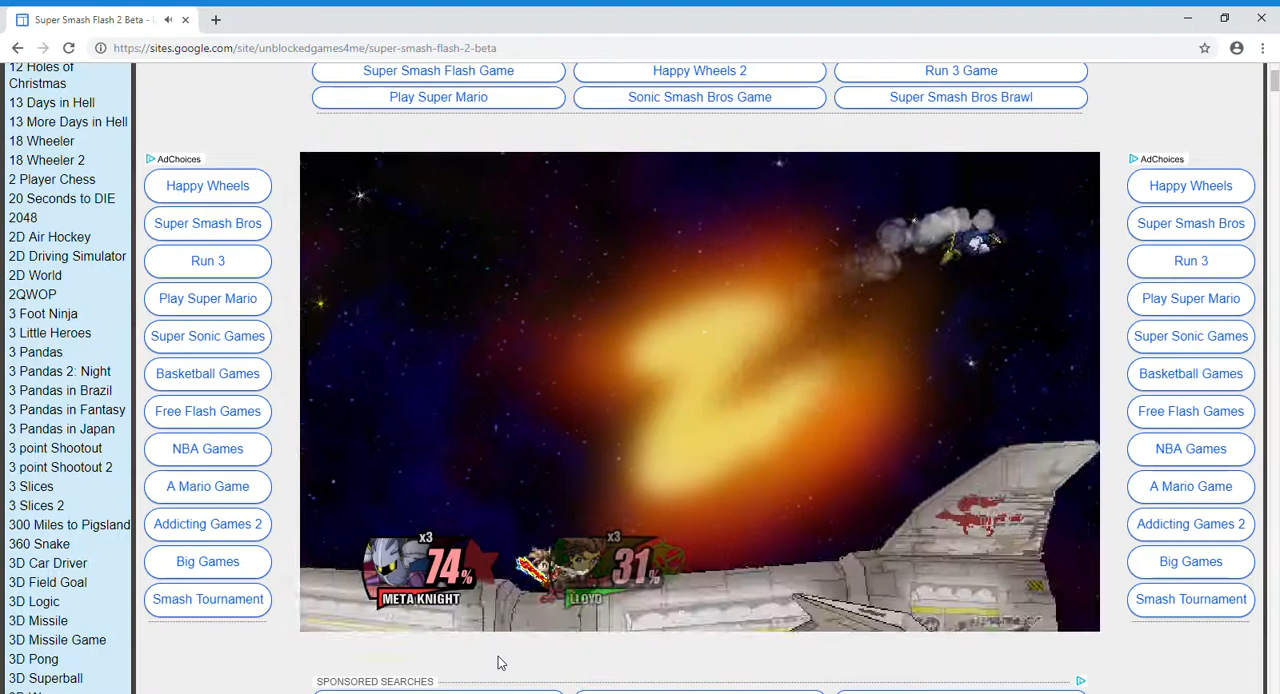 Super Smash Flash 2 Beta -
https://sites.google.com/site/unblockedgames4me/super-smash-flash-2-beta
12 Holes of
Christmas
13 Days in Hell
13 More Days in Hell
18 Wheeler
18 Wheeler 2
2 Player Chess
20 Seconds to DIE
2048
2D Air Hockey
2D Driving Simulator
2D World
2QWOP
3 Foot Ninja
3 Little Heroes
3 Pandas
3 Pandas 2: Night
3 Pandas in Brazil
3 Pandas in Fantasy
3 Pandas in Japan
3 point Shootout
3 point Shootout 2
3 Slices
3 Slices 2
300 Miles to Pigsland
360 Snake
3D Car Driver
3D Field Goal
3D Logic
3D Missile
3D Missile Game
3D Pong
3D Superball
Super Smash Flash Game
Happy Wheels 2
Run 3 Game
Play Super Mario
Sonic Smash Bros Game
Super Smash Bros Brawl
AdChoices
Happy Wheels
Super Smash Bros
Run 3
Play Super Mario
Super Sonic Games
Basketball Games
Free Flash Games
NBA Games
A Mario Game
Addicting Games 2
Big Games
Smash Tournament
x3
74%
META KNIGHT
x3
31%
LLOYD
AdChoices
Happy Wheels
Super Smash Bros
Run 3
Play Super Mario
Super Sonic Games
Basketball Games
Free Flash Games
NBA Games
A Mario Game
Addicting Games 2
Big Games
Smash Tournament
SPONSORED SEARCHES